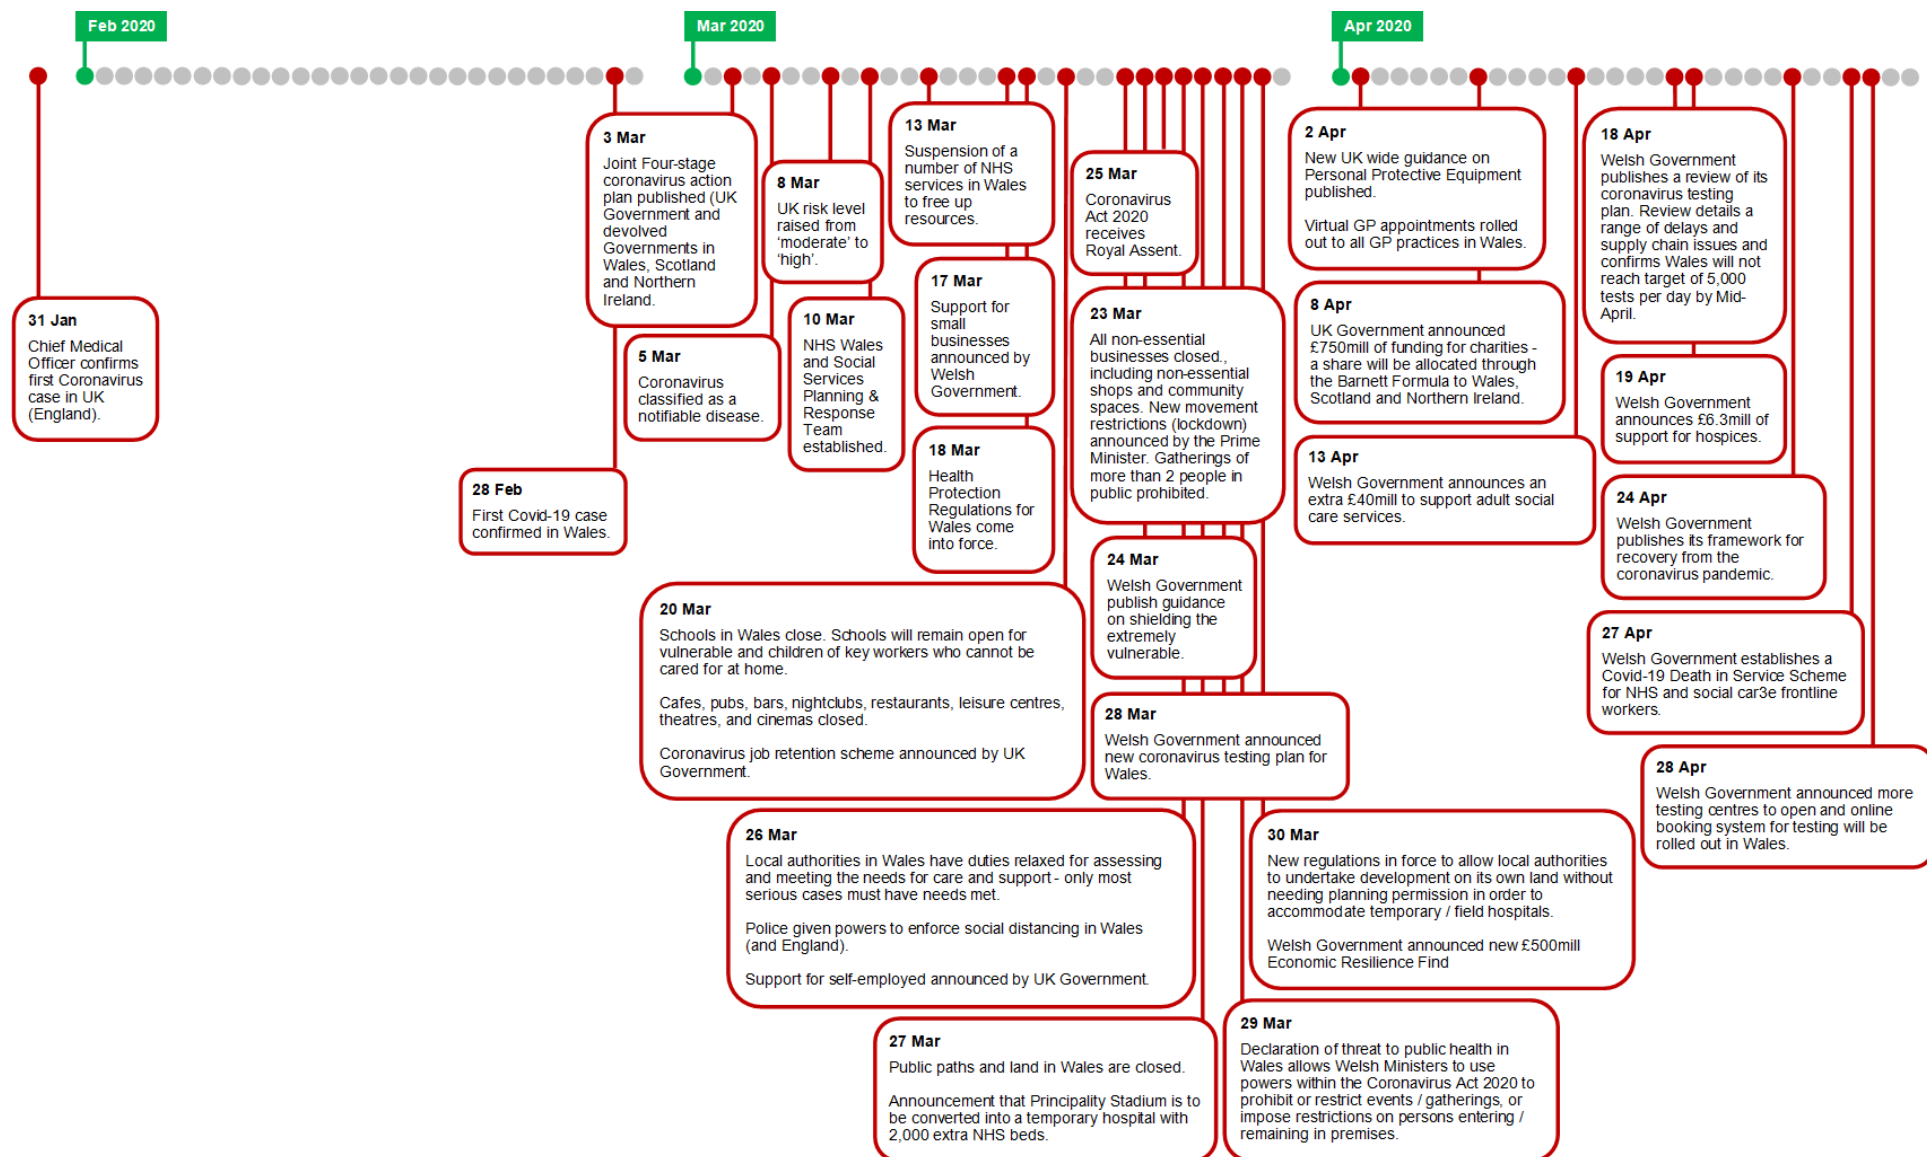 Feb 2020
Mar 2020
Apr 2020
31 Jan
Chief Medical
Officer confirms
first Coronavirus
case in UK
(England).
28 Feb
First Covid-19 case
confirmed in Wales.
3 Mar
Joint Four-stage
coronavirus action
plan published (UK
Government and
devolved
Governments in
Wales, Scotland
and Northern
Ireland.
5 Mar
Coronavirus
classified as a
notifiable disease.
8 Mar
UK risk level
raised from
‘moderate’ to
‘high’.
10 Mar
NHS Wales
and Social
Services
Planning &
Response
Team
established.
13 Mar
Suspension of a
number of NHS
services in Wales
to free up
resources.
17 Mar
Support for
small
businesses
announced by
Welsh
Government.
18 Mar
Health
Protection
Regulations for
Wales come
into force.
20 Mar
Schools in Wales close. Schools will remain open for
vulnerable and children of key workers who cannot be
cared for at home.
Cafes, pubs, bars, nightclubs, restaurants, leisure centres,
theatres, and cinemas closed.
Coronavirus job retention scheme announced by UK
Government.
25 Mar
Coronavirus
Act 2020
receives
Royal Assent.
23 Mar
All non-essential
businesses closed.,
including non-essential
shops and community
spaces. New movement
restrictions (lockdown)
announced by the Prime
Minister. Gatherings of
more than 2 people in
public prohibited.
24 Mar
Welsh Government
publish guidance
on shielding the
extremely
vulnerable.
28 Mar
Welsh Government announced
new coronavirus testing plan for
Wales.
26 Mar
Local authorities in Wales have duties relaxed for assessing
and meeting the needs for care and support - only most
serious cases must have needs met.
Police given powers to enforce social distancing in Wales
(and England).
Support for self-employed announced by UK Government.
27 Mar
Public paths and land in Wales are closed.
Announcement that Principality Stadium is to
be converted into a temporary hospital with
2,000 extra NHS beds.
30 Mar
New regulations in force to allow local authorities
to undertake development on its own land without
needing planning permission in order to
accommodate temporary / field hospitals.
Welsh Government announced new £500mill
Economic Resilience Find
29 Mar
Declaration of threat to public health in
Wales allows Welsh Ministers to use
powers within the Coronavirus Act 2020 to
prohibit or restrict events / gatherings, or
impose restrictions on persons entering /
remaining in premises.
2 Apr
New UK wide guidance on
Personal Protective Equipment
published.
Virtual GP appointments rolled
out to all GP practices in Wales.
8 Apr
UK Government announced
£750mill of funding for charities -
a share will be allocated through
the Barnett Formula to Wales,
Scotland and Northern Ireland.
13 Apr
Welsh Government announces an
extra £40mill to support adult social
care services.
18 Apr
Welsh Government
publishes a review of its
coronavirus testing
plan. Review details a
range of delays and
supply chain issues and
confirms Wales will not
reach target of 5,000
tests per day by Mid-
April.
19 Apr
Welsh Government
announces £6.3mill of
support for hospices.
24 Apr
Welsh Government
publishes its framework for
recovery from the
coronavirus pandemic.
27 Apr
Welsh Government establishes a
Covid-19 Death in Service Scheme
for NHS and social car3e frontline
workers.
28 Apr
Welsh Government announced more
testing centres to open and online
booking system for testing will be
rolled out in Wales.